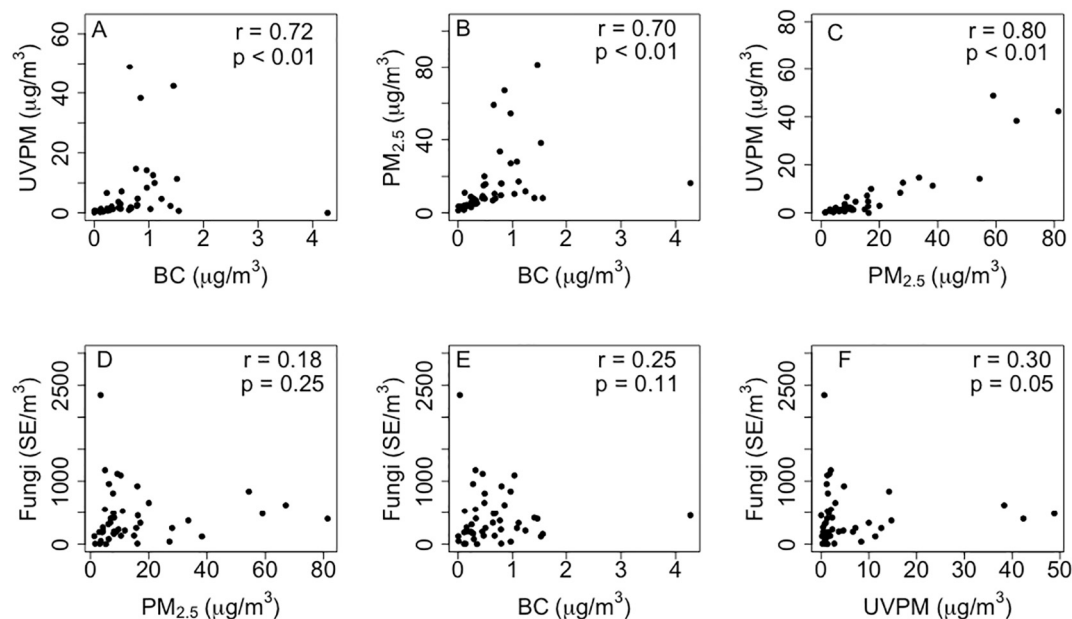 A
r = 0.72
p < 0.01
UVPM (μg/m³)
0 20 40 60
0 1 2 3 4
BC (μg/m³)
B
r = 0.70
p < 0.01
PM₂.₅ (μg/m³)
0 40 80
0 1 2 3 4
BC (μg/m³)
C
r = 0.80
p < 0.01
UVPM (μg/m³)
0 20 40 60 80
0 20 40 60 80
PM₂.₅ (μg/m³)
D
r = 0.18
p = 0.25
Fungi (SE/m³)
0 1000 2500
0 20 40 60 80
PM₂.₅ (μg/m³)
E
r = 0.25
p = 0.11
Fungi (SE/m³)
0 1000 2500
0 1 2 3 4
BC (μg/m³)
F
r = 0.30
p = 0.05
Fungi (SE/m³)
0 1000 2500
0 10 20 30 40 50
UVPM (μg/m³)